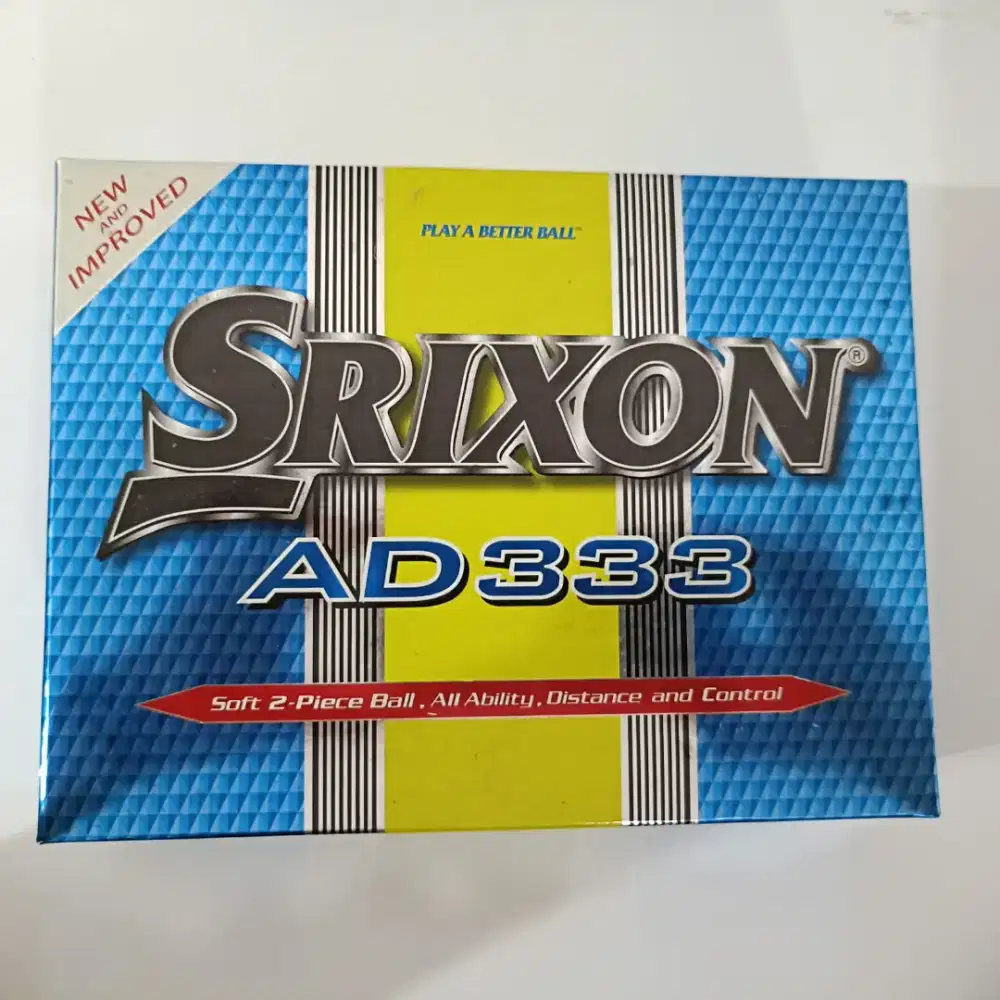 NEW
AND
IMPROVED
PLAY A BETTER BALL™
SRIXON®
AD333
Soft 2-Piece Ball. All Ability. Distance and Control